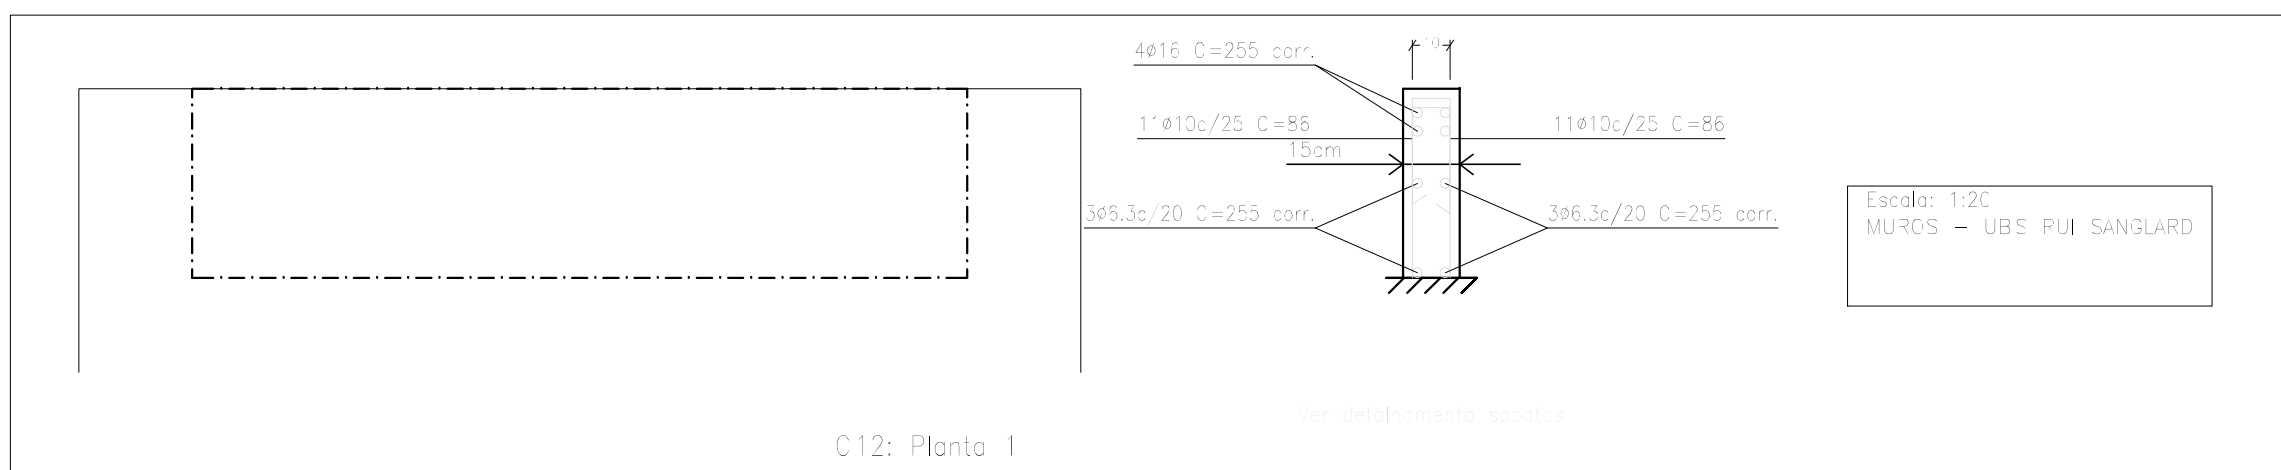 4ø16 C=255 corr.
10
11ø10c/25 C=86
11ø10c/25 C=86
15cm
3ø6.3c/20 C=255 corr.
3ø6.3c/20 C=255 corr.
Escala: 1:20
MUROS - UBS RUI SANGLARD
Ver detalhamento sapatas
C12: Planta 1